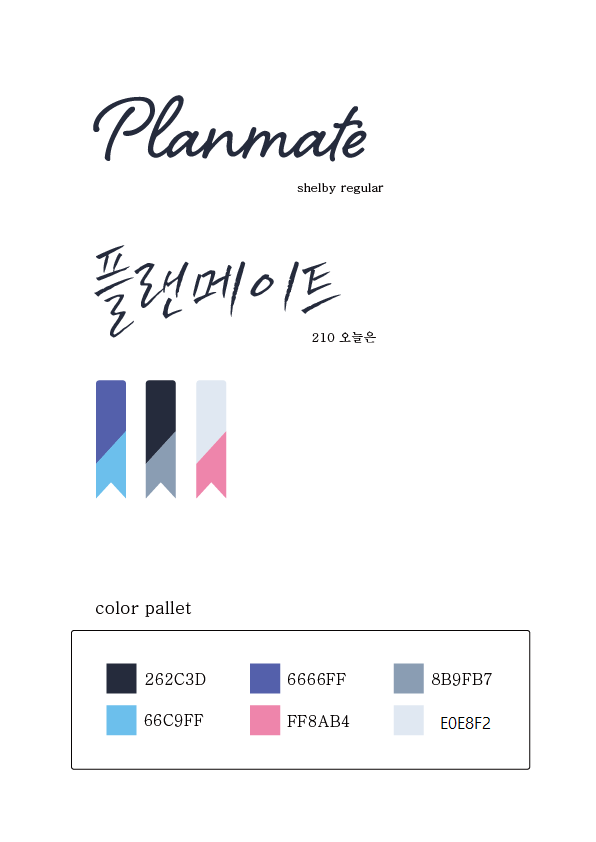 Planmate
shelby regular
플랜메이트
210 오늘은
color pallet
262C3D 6666FF 8B9FB7
66C9FF FF8AB4 E0E8F2